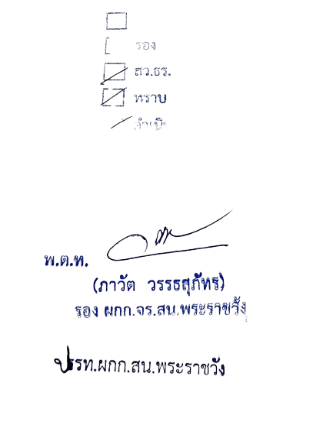 รอง
สว.ธร.
ทราบ
พ.ต.ท.
(ภาวัต วรรธสุภัทร)
รอง ผกก.จร.สน.พระราชวัง
ปรรท.ผกก.สน.พระราชวัง